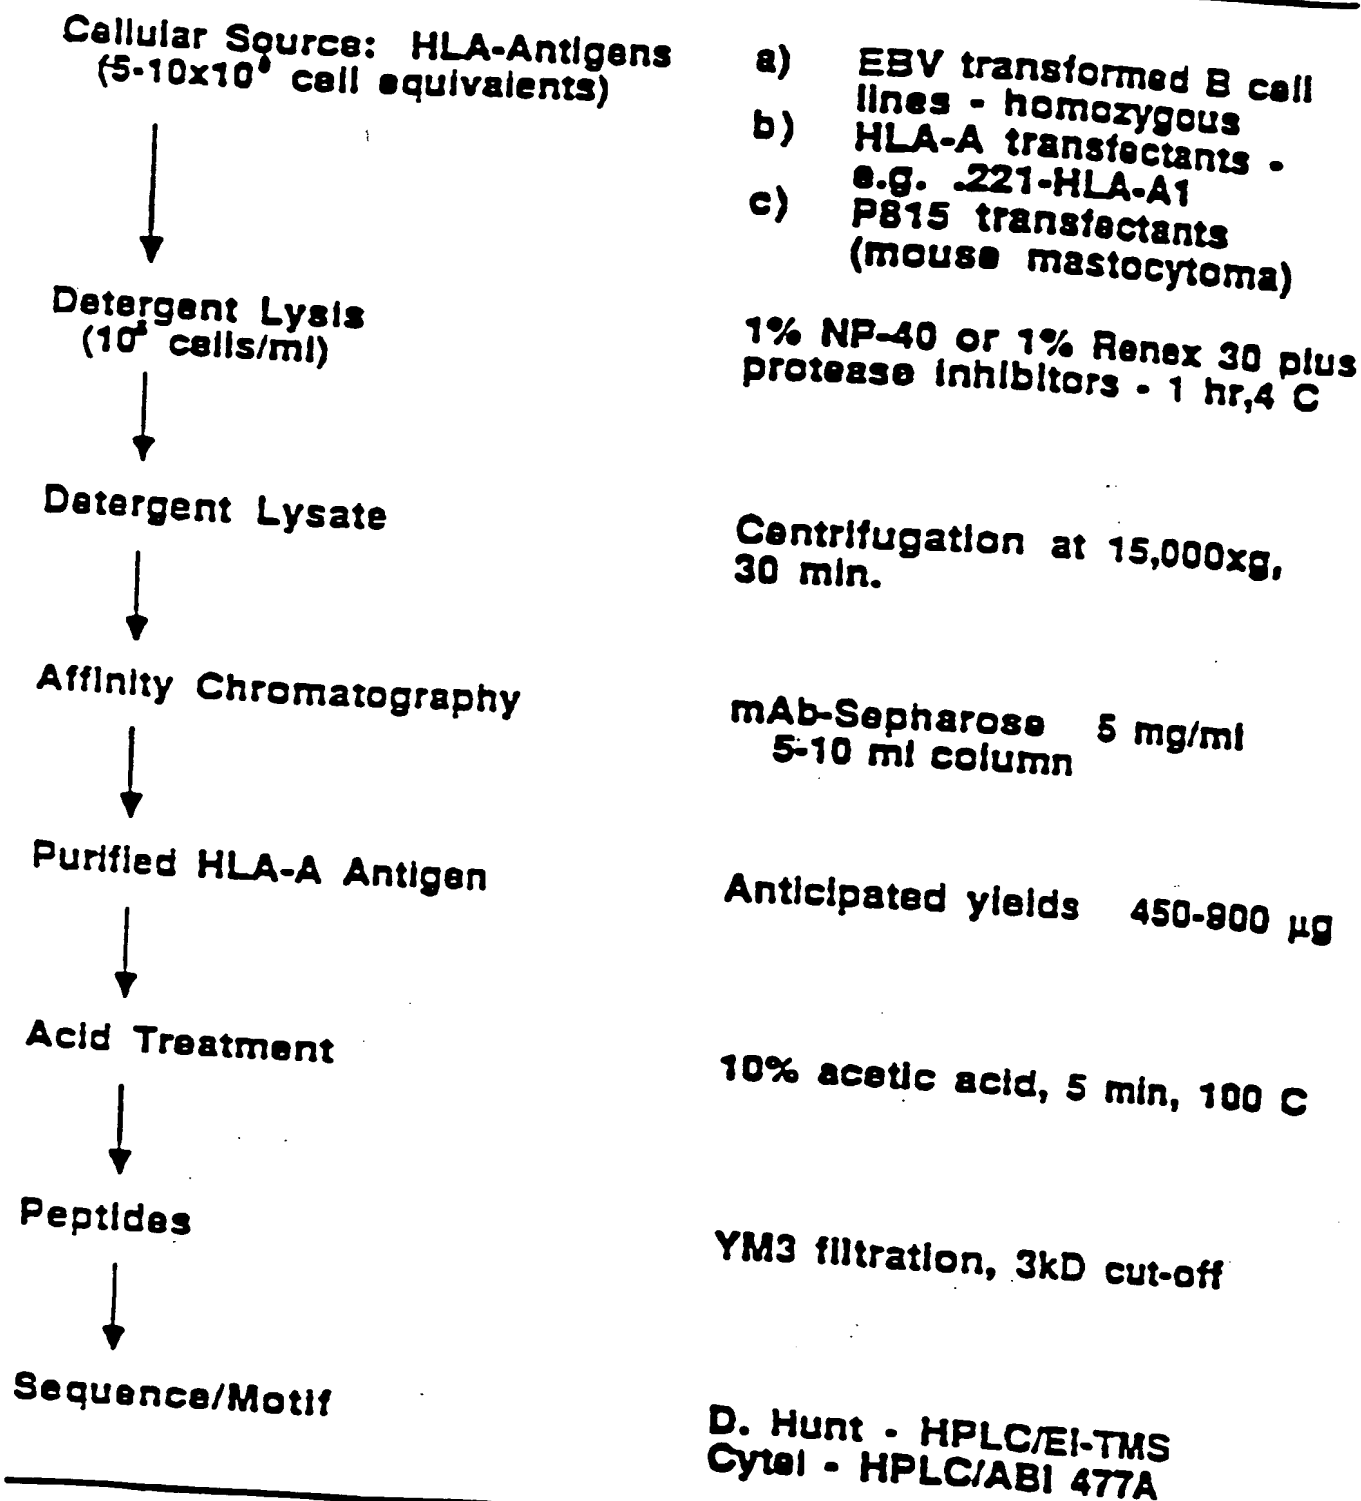 Cellular Source: HLA-Antigens
(5-10x10⁹ cell equivalents)
a) EBV transformed B cell
lines - homozygous
b) HLA-A transfectants -
e.g. .221-HLA-A1
c) P815 transfectants
(mouse mastocytoma)
Detergent Lysis
cells/ml)
1% NP-40 or 1% Renex 30 plus
protease inhibitors - 1 hr,4 C
Detergent Lysate
Centrifugation at 15,000xg,
30 min.
Affinity Chromatography
mAb-Sepharose 5 mg/ml
5-10 ml column
Purified HLA-A Antigen
Anticipated yields 450-900 µg
Acid Treatment
10% acetic acid, 5 min, 100 C
Peptides
YM3 filtration, 3kD cut-off
Sequence/Motif
D. Hunt - HPLC/EI-TMS
Cytel - HPLC/ABI 477A